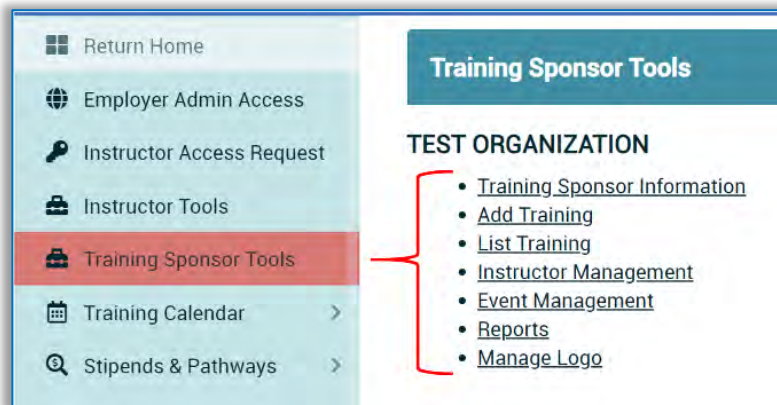 Return Home
Employer Admin Access
Instructor Access Request
Instructor Tools
Training Sponsor Tools
Training Calendar
Stipends & Pathways
Training Sponsor Tools
TEST ORGANIZATION
Training Sponsor Information
Add Training
List Training
Instructor Management
Event Management
Reports
Manage Logo